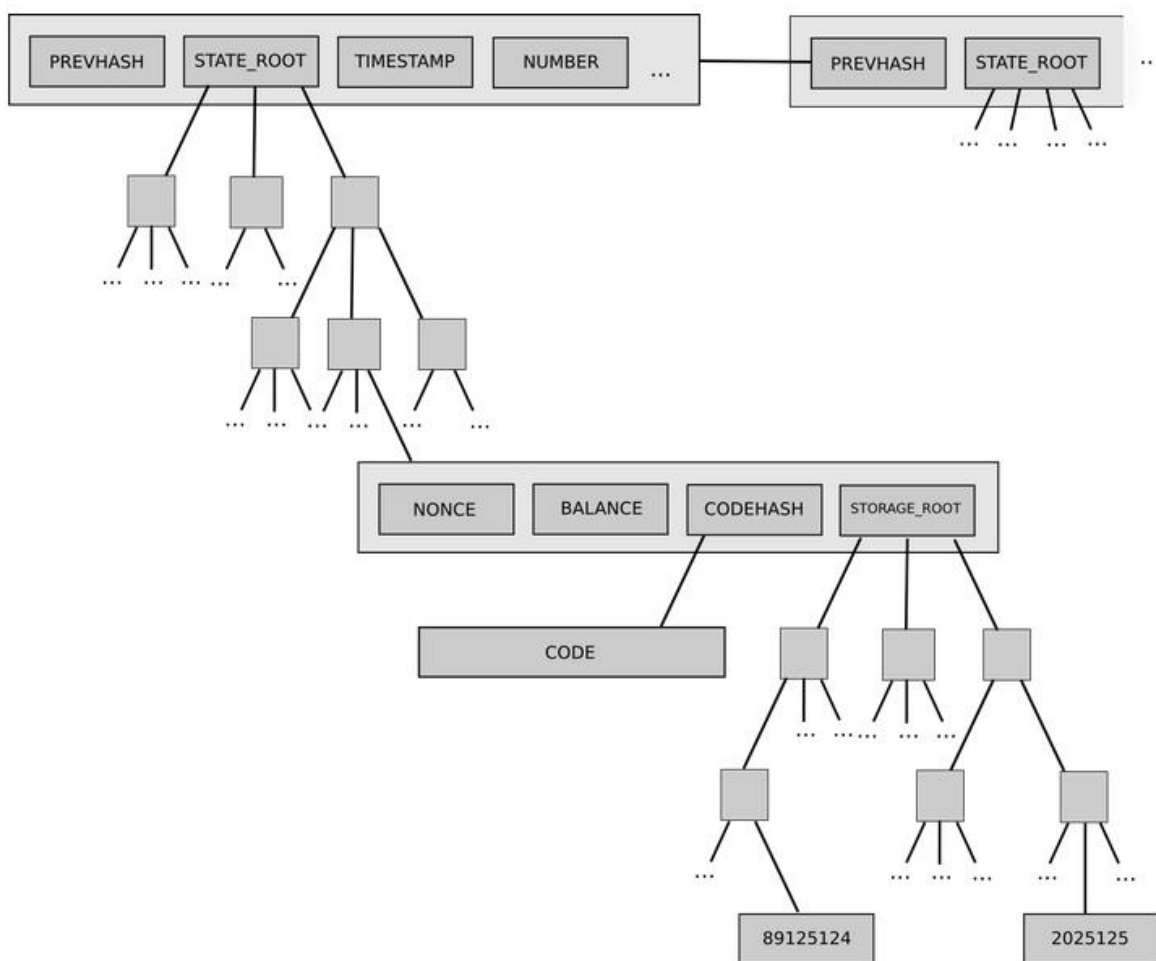 PREVHASH STATE_ROOT TIMESTAMP NUMBER ... PREVHASH STATE_ROOT ..
... ... ... ...
... ... ... ... ...
... ... ... ... ... ...
NONCE BALANCE CODEHASH STORAGE_ROOT
CODE
... ... ... ... ...
... ... ... ... ... ...
89125124 2025125